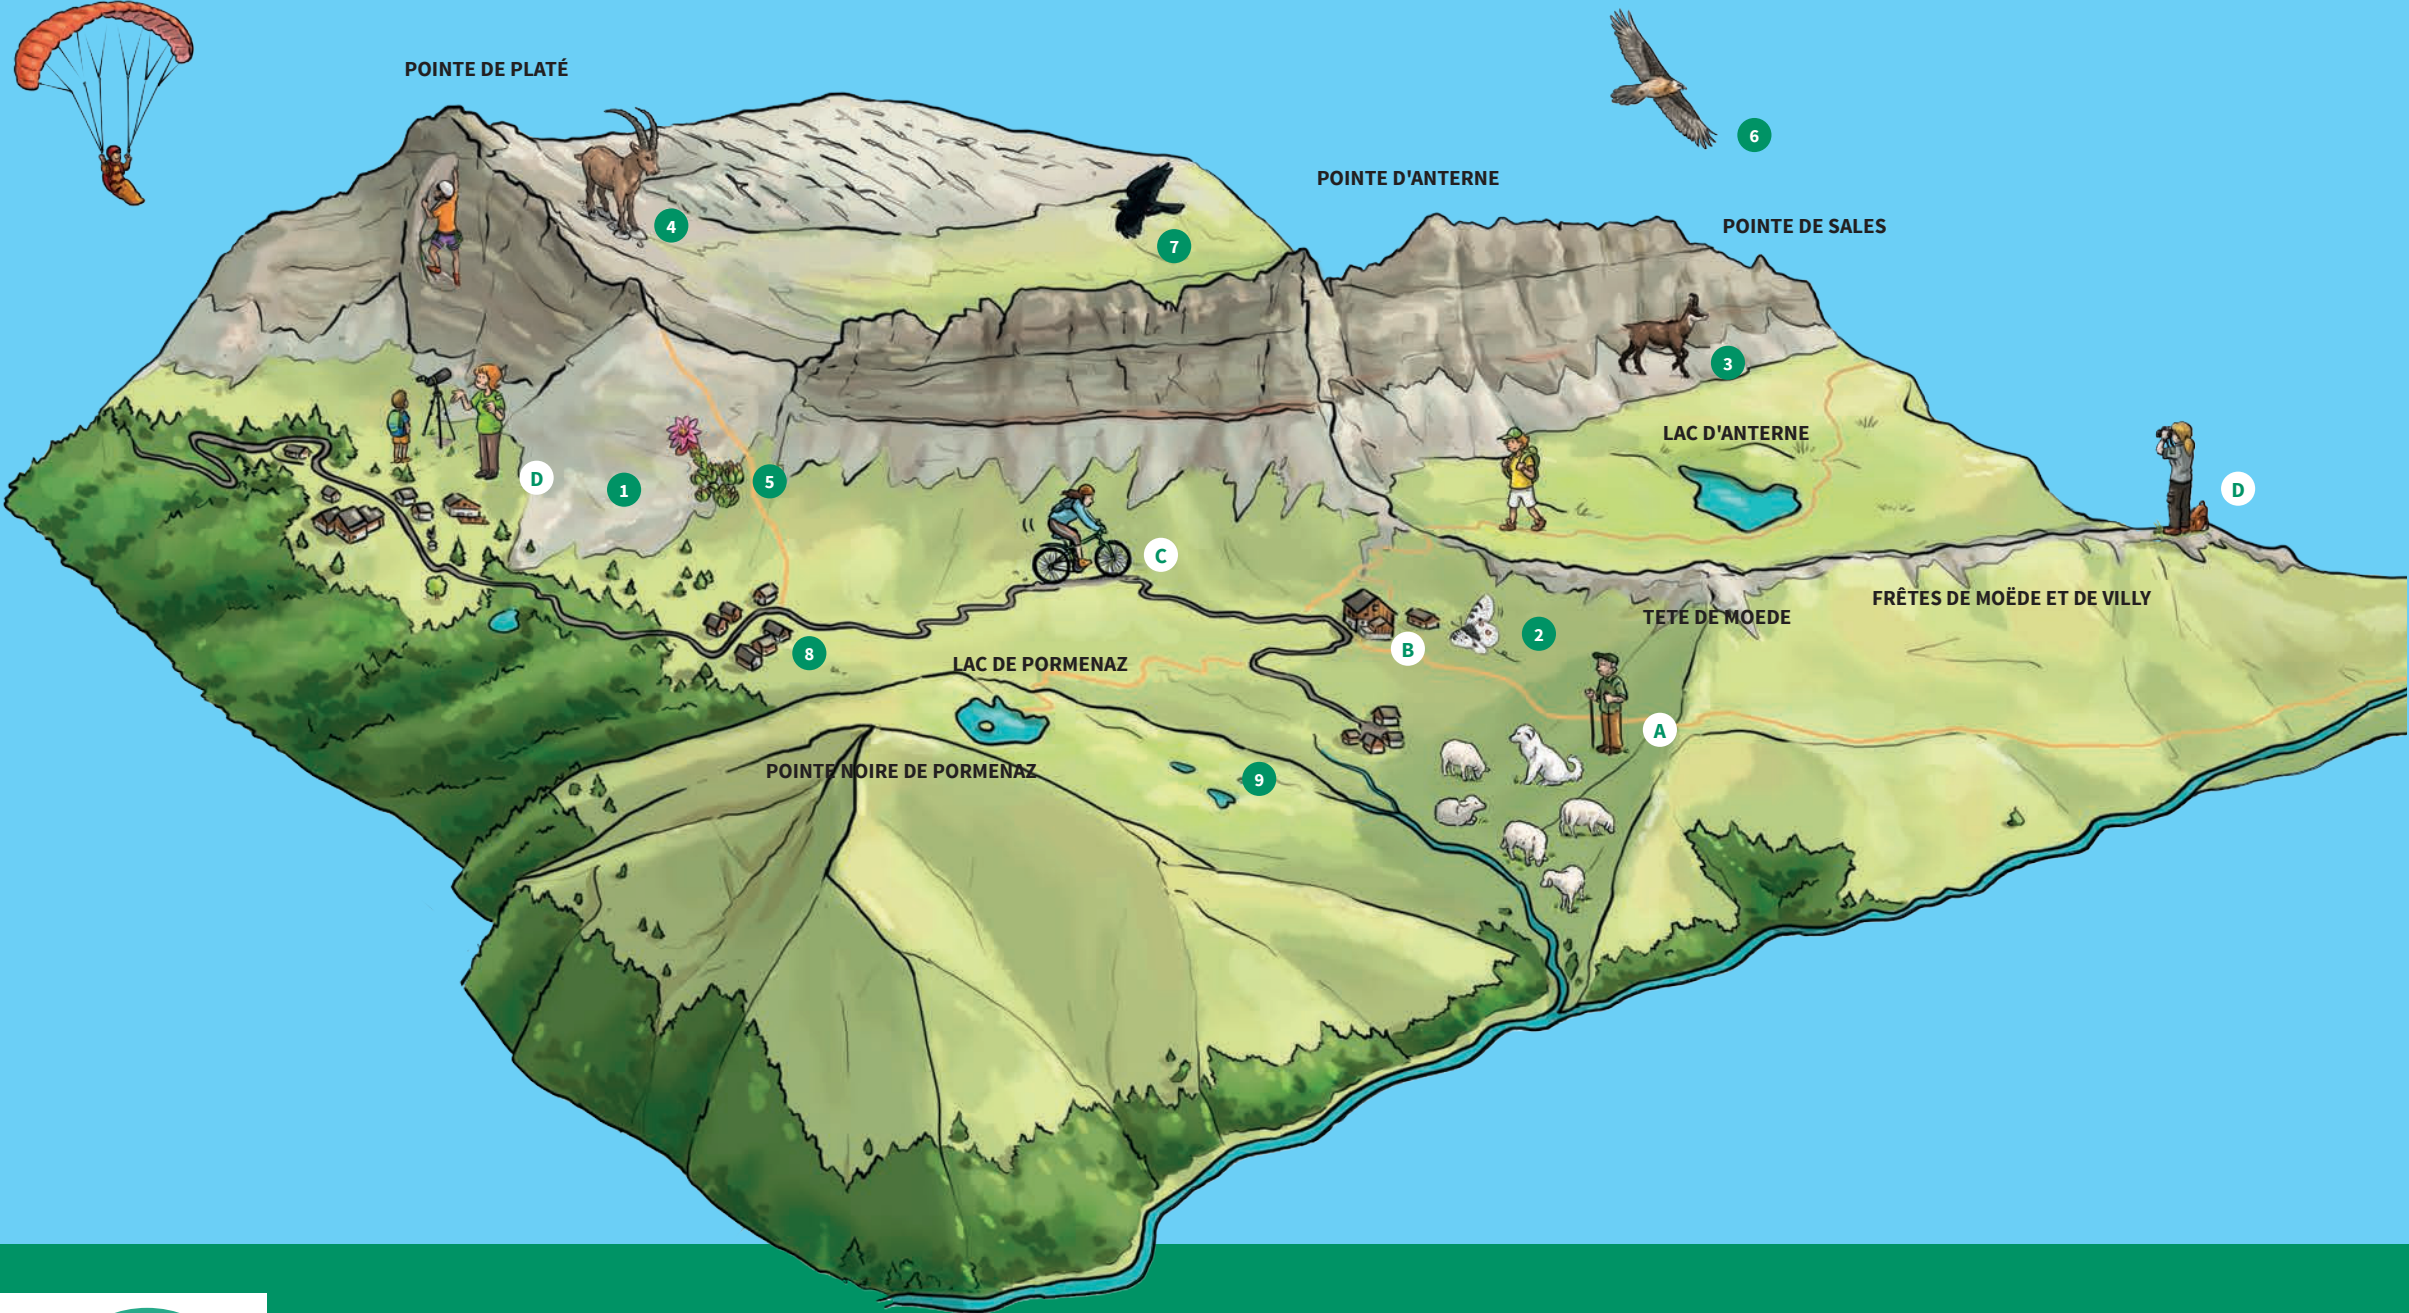 POINTE DE PLATÉ
6
POINTE D'ANTERNE
POINTE DE SALES
4
7
3
LAC D'ANTERNE
D
1
5
D
C
FRÊTES DE MOËDE ET DE VILLY
TETE DE MOEDE
2
B
8
LAC DE PORMENAZ
A
POINTE NOIRE DE PORMENAZ
9